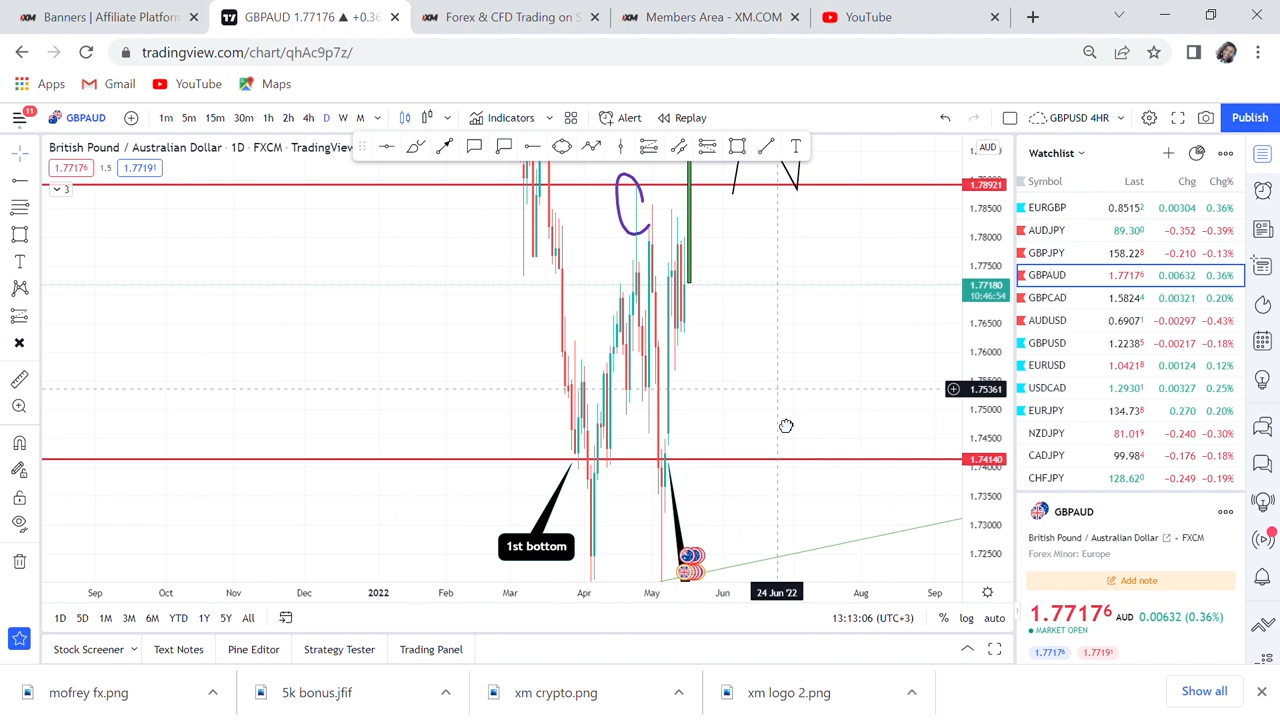 Banners | Affiliate Platform
GBPAUD 1.77176 ▲ +0.36
Forex & CFD Trading on S
Members Area - XM.COM
YouTube
tradingview.com/chart/qhAc9p7z/
Apps
Gmail
YouTube
Maps
11
GBPAUD
1m 5m 15m 30m 1h 2h 4h D W M
Indicators
Alert
Replay
GBPUSD 4HR
Publish
British Pound / Australian Dollar · 1D · FXCM · TradingView
AUD
1.77176 1.5 1.77191
3
1.78921
1.78500
1.78000
1.77500
1.77180
10:46:54
1.76500
1.76000
1.75361
1.75000
1.74500
1.74140
1.73500
1.73000
1.72500
1st bottom
Sep Oct Nov Dec 2022 Feb Mar Apr May Jun 24 Jun '22 Aug Sep
1D 5D 1M 3M 6M YTD 1Y 5Y All
13:13:06 (UTC+3) % log auto
Stock Screener Text Notes Pine Editor Strategy Tester Trading Panel
Watchlist
Symbol Last Chg Chg%
EURGBP 0.85152 0.00304 0.36%
AUDJPY 89.300 −0.352 −0.39%
GBPJPY 158.228 −0.210 −0.13%
GBPAUD 1.77176 0.00632 0.36%
GBPCAD 1.58244 0.00321 0.20%
AUDUSD 0.69071 −0.00297 −0.43%
GBPUSD 1.22385 −0.00217 −0.18%
EURUSD 1.04218 0.00124 0.12%
USDCAD 1.29301 0.00327 0.25%
EURJPY 134.738 0.270 0.20%
NZDJPY 81.019 −0.240 −0.30%
CADJPY 99.984 −0.176 −0.18%
CHFJPY 128.620 −0.249 −0.19%
GBPAUD
British Pound / Australian Dollar • FXCM
Forex Minor: Europe
Add note
1.77176 AUD 0.00632 (0.36%)
MARKET OPEN
1.77176 1.77191
mofrey fx.png
5k bonus.jfif
xm crypto.png
xm logo 2.png
Show all